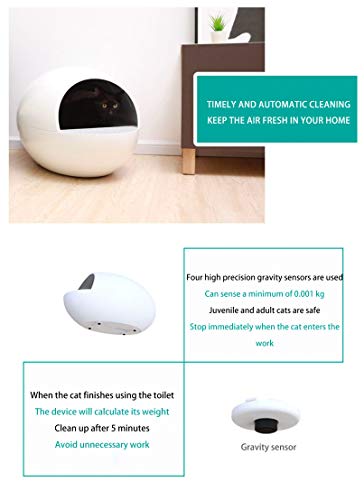 TIMELY AND AUTOMATIC CLEANING
KEEP THE AIR FRESH IN YOUR HOME
Four high precision gravity sensors are used
Can sense a minimum of 0.001 kg
Juvenile and adult cats are safe
Stop immediately when the cat enters the
work
When the cat finishes using the toilet
The device will calculate its weight
Clean up after 5 minutes
Avoid unnecessary work
Gravity sensor